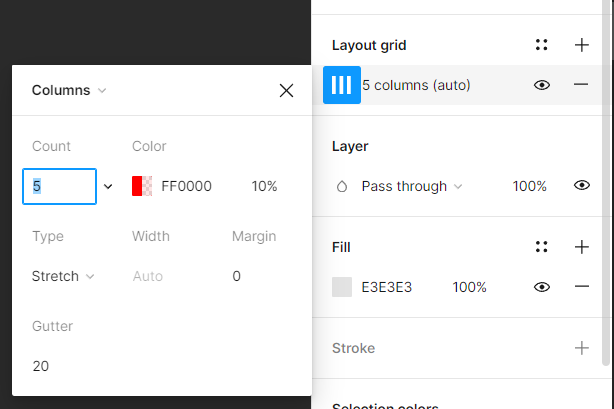 Layout grid
5 columns (auto)
Columns
Count
Color
5
FF0000
10%
Type
Width
Margin
Stretch
Auto
0
Gutter
20
Layer
Pass through
100%
Fill
E3E3E3
100%
Stroke
Selection colors